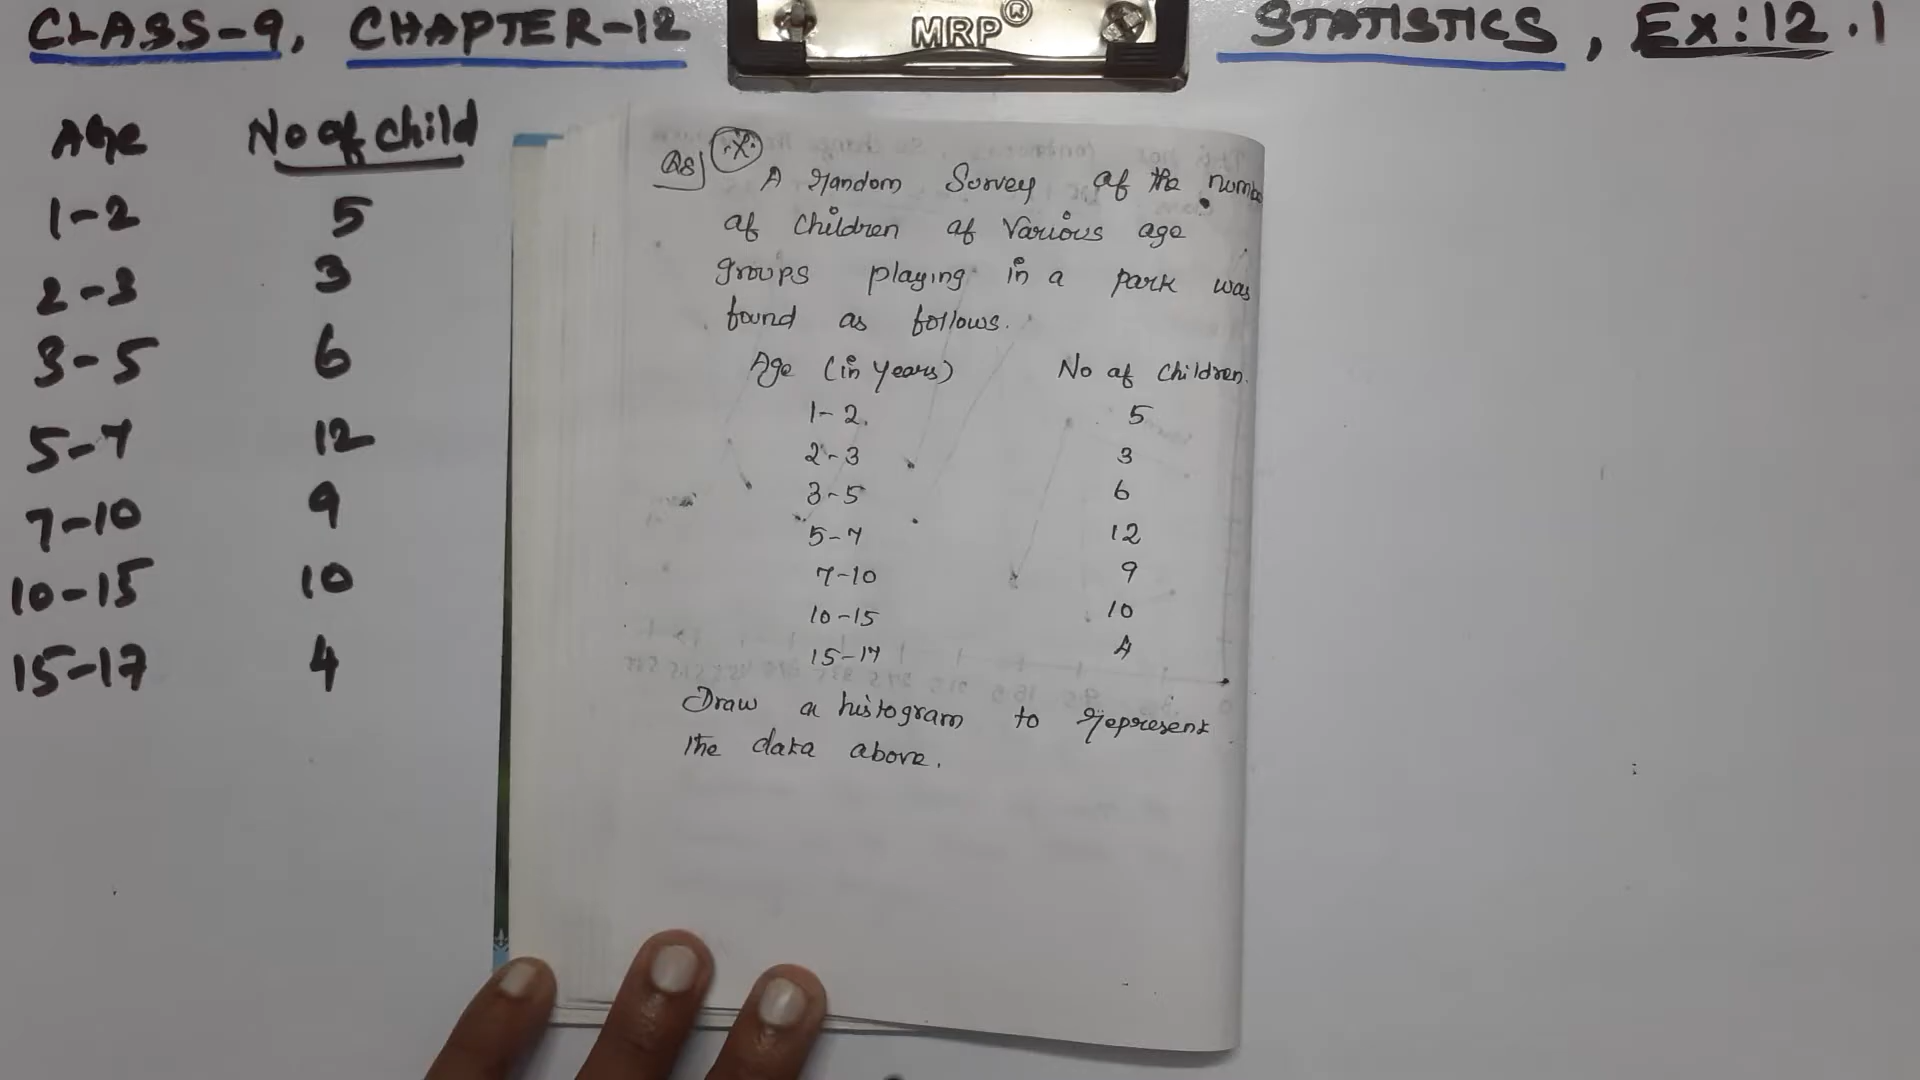 CLASS-9, CHAPTER-12
MRP®
STATISTICS, Ex:12.1
Age No of child
1-2 5
2-3 3
3-5 6
5-7 12
7-10 9
10-15 10
15-17 4
Q8)
A random Survey of the numbe
of children of Various age
groups playing in a park was
found as follows.
Age (in years) No of children.
1-2 5
2-3 3
3-5 6
5-7 12
7-10 9
10-15 10
15-17 4
Draw a histogram to represent
the data above.